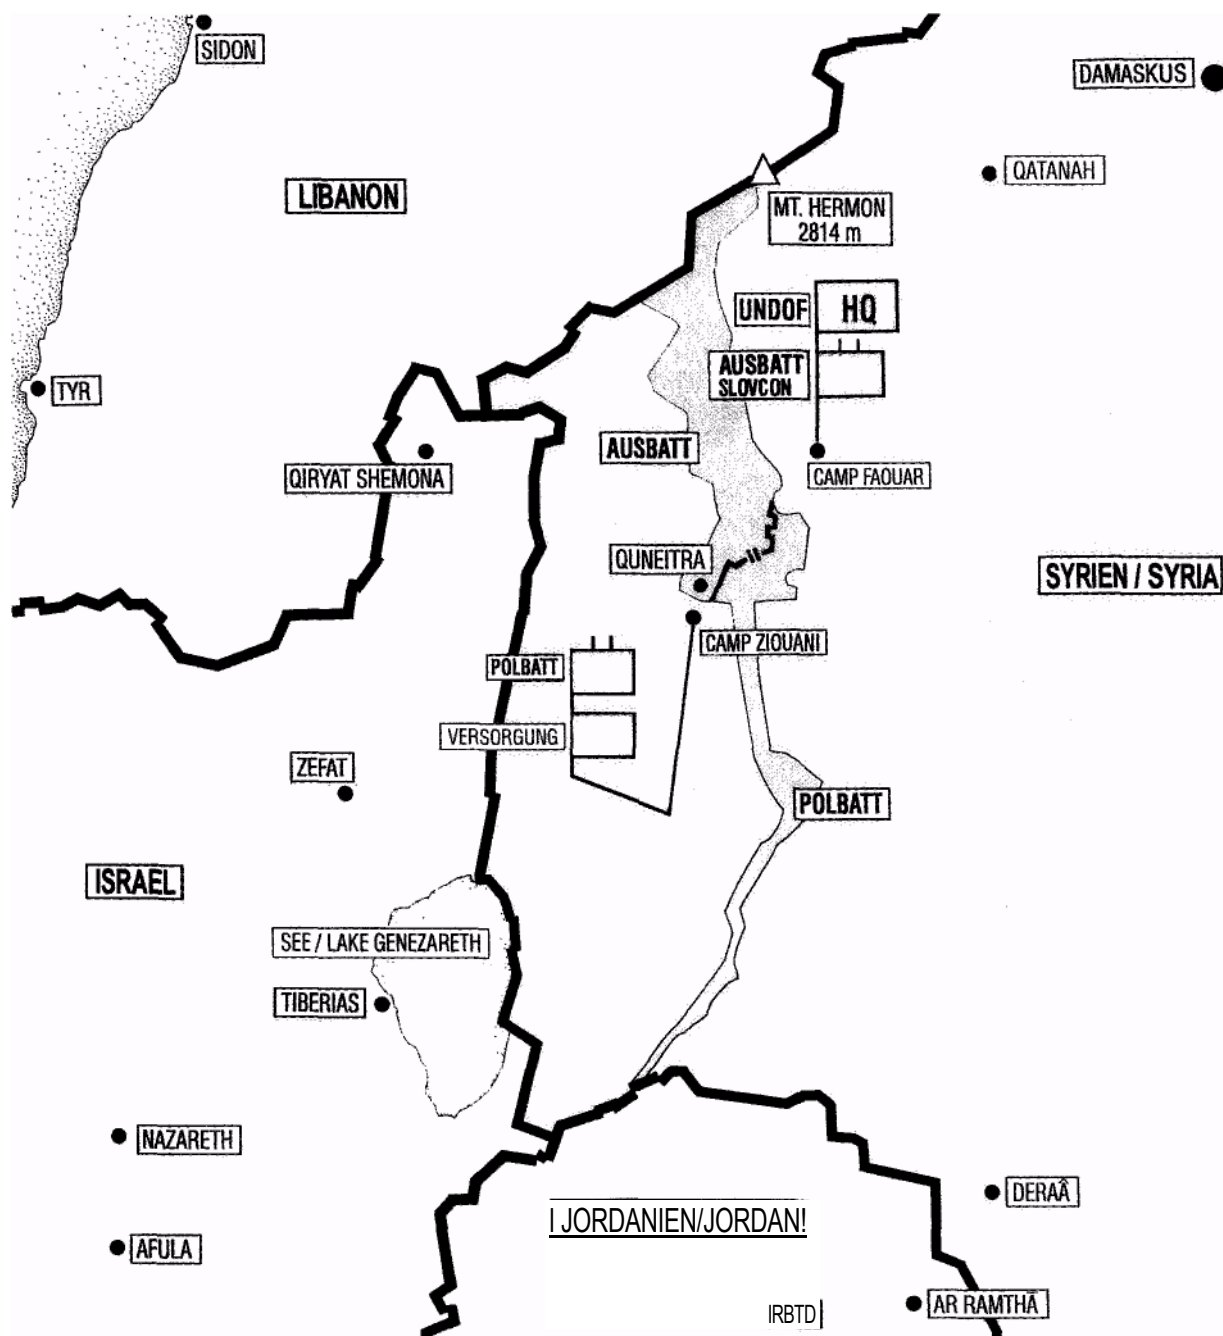 SIDON
DAMASKUS
QATANAH
LIBANON
MT. HERMON
2814 m
UNDOF
HQ
AUSBATT
SLOVCON
TYR
AUSBATT
QIRYAT SHEMONA
CAMP FAOUAR
QUNEITRA
SYRIEN / SYRIA
CAMP ZIOUANI
POLBATT
VERSORGUNG
ZEFAT
POLBATT
ISRAEL
SEE / LAKE GENEZARETH
TIBERIAS
NAZARETH
DERAÂ
I JORDANIEN/JORDAN!
AFULA
AR RAMTHĀ
IRBTD